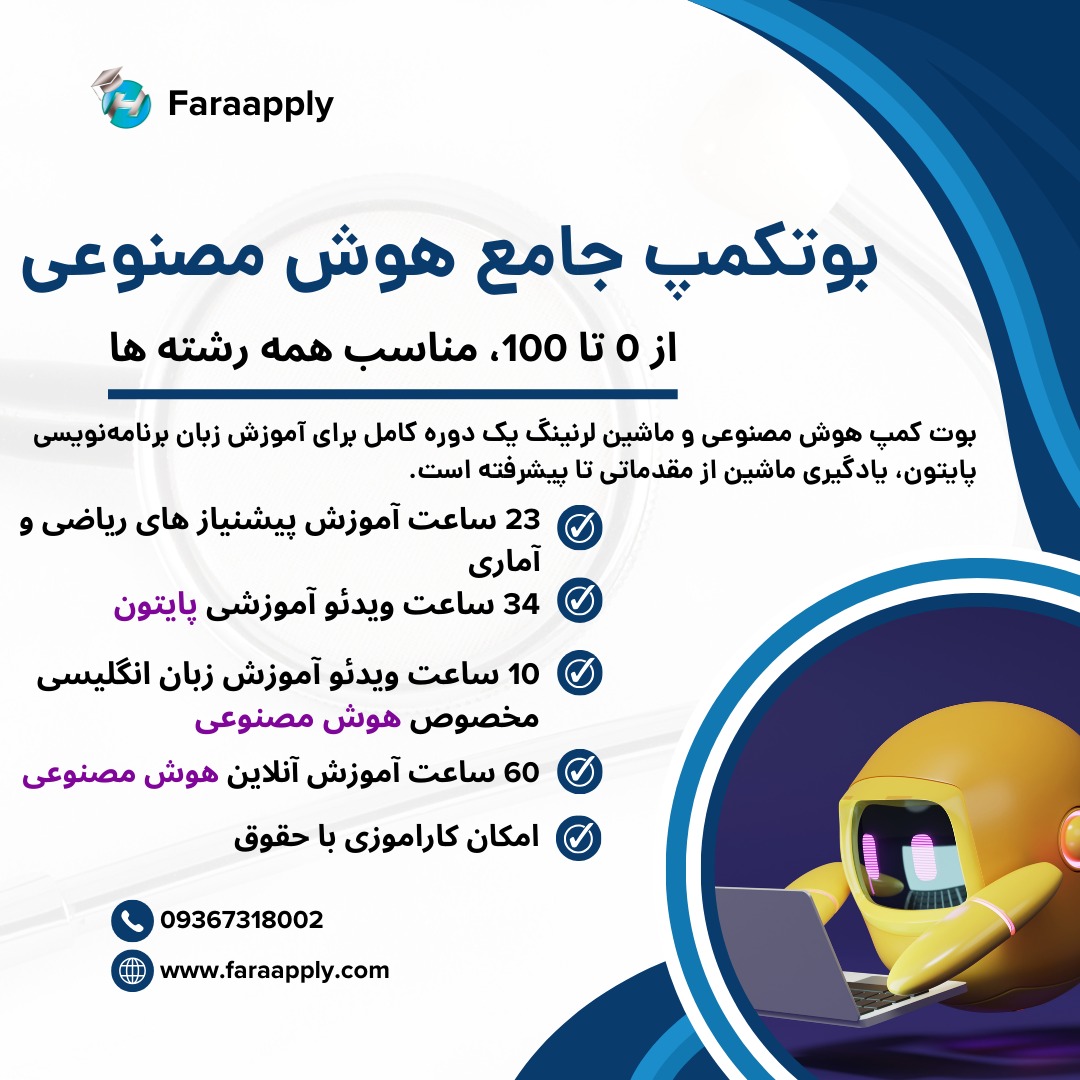 Faraapply
بوتکمپ جامع هوش مصنوعی
از 0 تا 100، مناسب همه رشته ها
بوت کمپ هوش مصنوعی و ماشین لرنینگ یک دوره کامل برای آموزش زبان برنامه‌نویسی
پایتون، یادگیری ماشین از مقدماتی تا پیشرفته است.
23 ساعت آموزش پیشنیاز های ریاضی و
آماری
34 ساعت ویدئو آموزشی پایتون
10 ساعت ویدئو آموزش زبان انگلیسی
مخصوص هوش مصنوعی
60 ساعت آموزش آنلاین هوش مصنوعی
امکان کاراموزی با حقوق
09367318002
www.faraapply.com